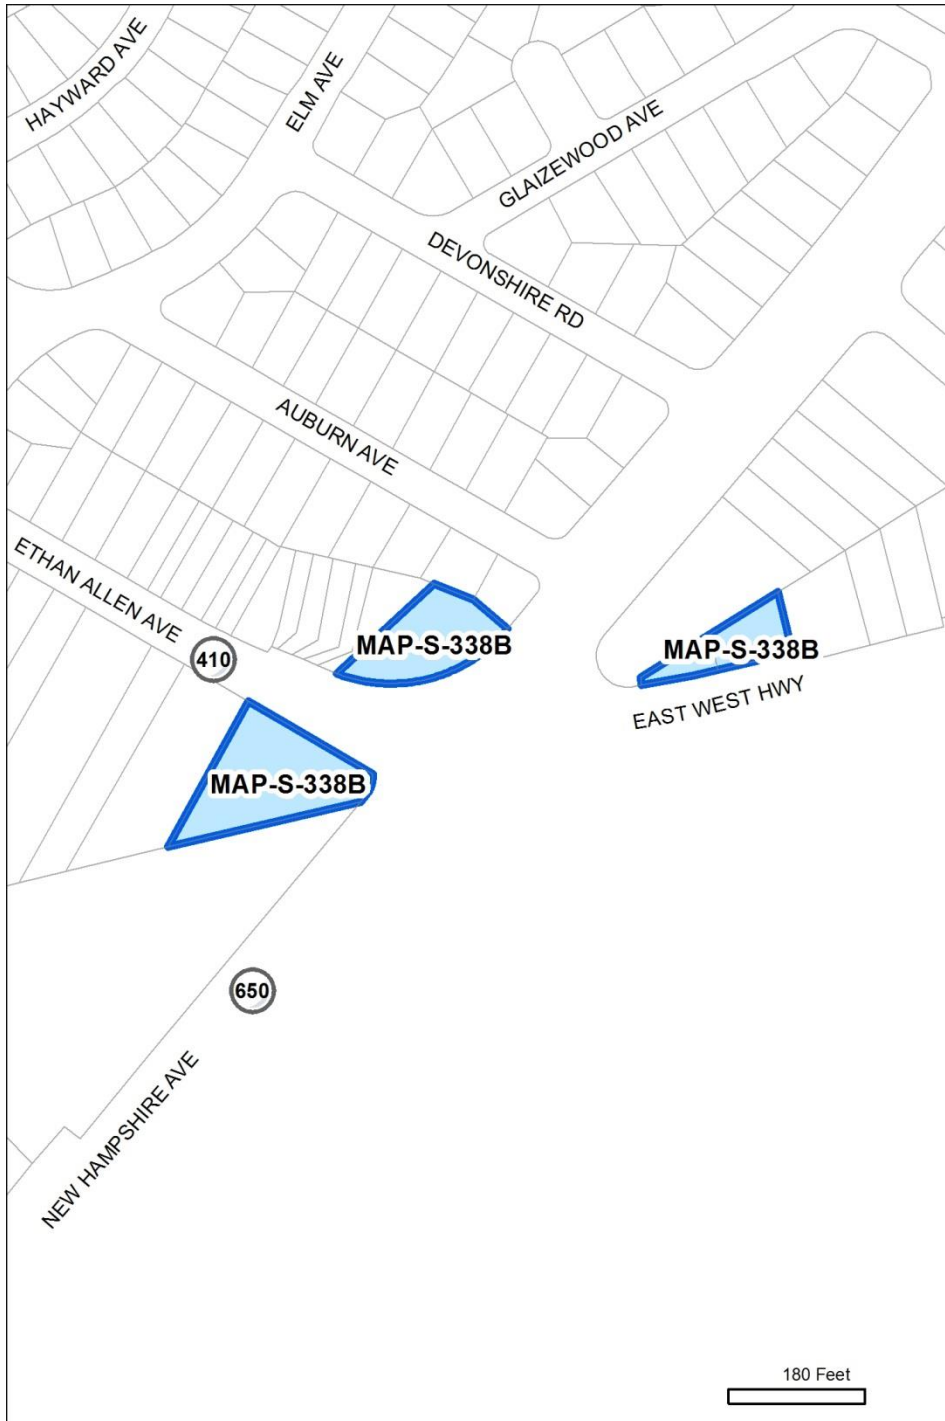 HAYWARD AVE
ELM AVE
GLAIZEWOOD AVE
DEVONSHIRE RD
AUBURN AVE
ETHAN ALLEN AVE
410
MAP-S-338B
MAP-S-338B
EAST WEST HWY
MAP-S-338B
650
NEW HAMPSHIRE AVE
180 Feet